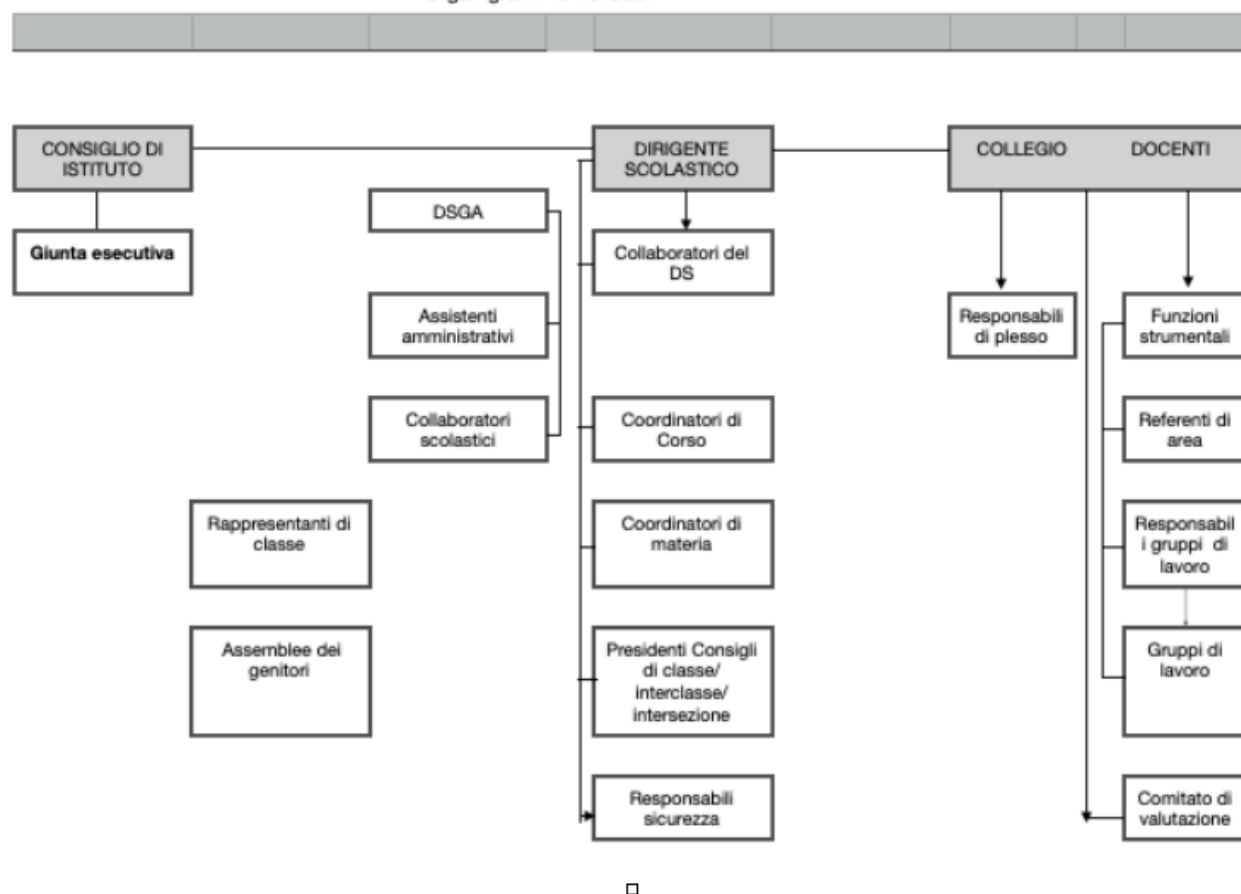 CONSIGLIO DI
ISTITUTO
DIRIGENTE
SCOLASTICO
COLLEGIO DOCENTI
DSGA
Giunta esecutiva
Collaboratori del
DS
Assistenti
amministrativi
Responsabili
di plesso
Funzioni
strumentali
Collaboratori
scolastici
Coordinatori di
Corso
Referenti di
area
Rappresentanti di
classe
Coordinatori di
materia
Responsabil
i gruppi di
lavoro
Assemblee dei
genitori
Presidenti Consigli
di classe/
interclasse/
intersezione
Gruppi di
lavoro
Responsabili
sicurezza
Comitato di
valutazione